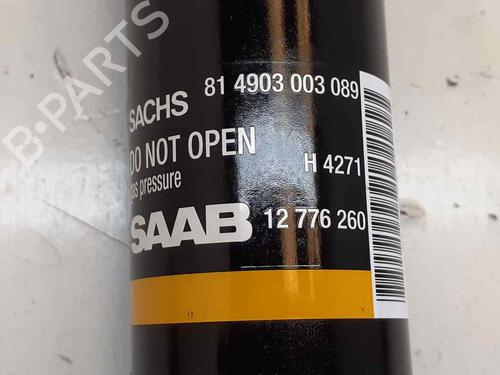 B-PARTS
SACHS 81 4903 003 089
DO NOT OPEN
gas pressure H 4271
SAAB 12 776 260